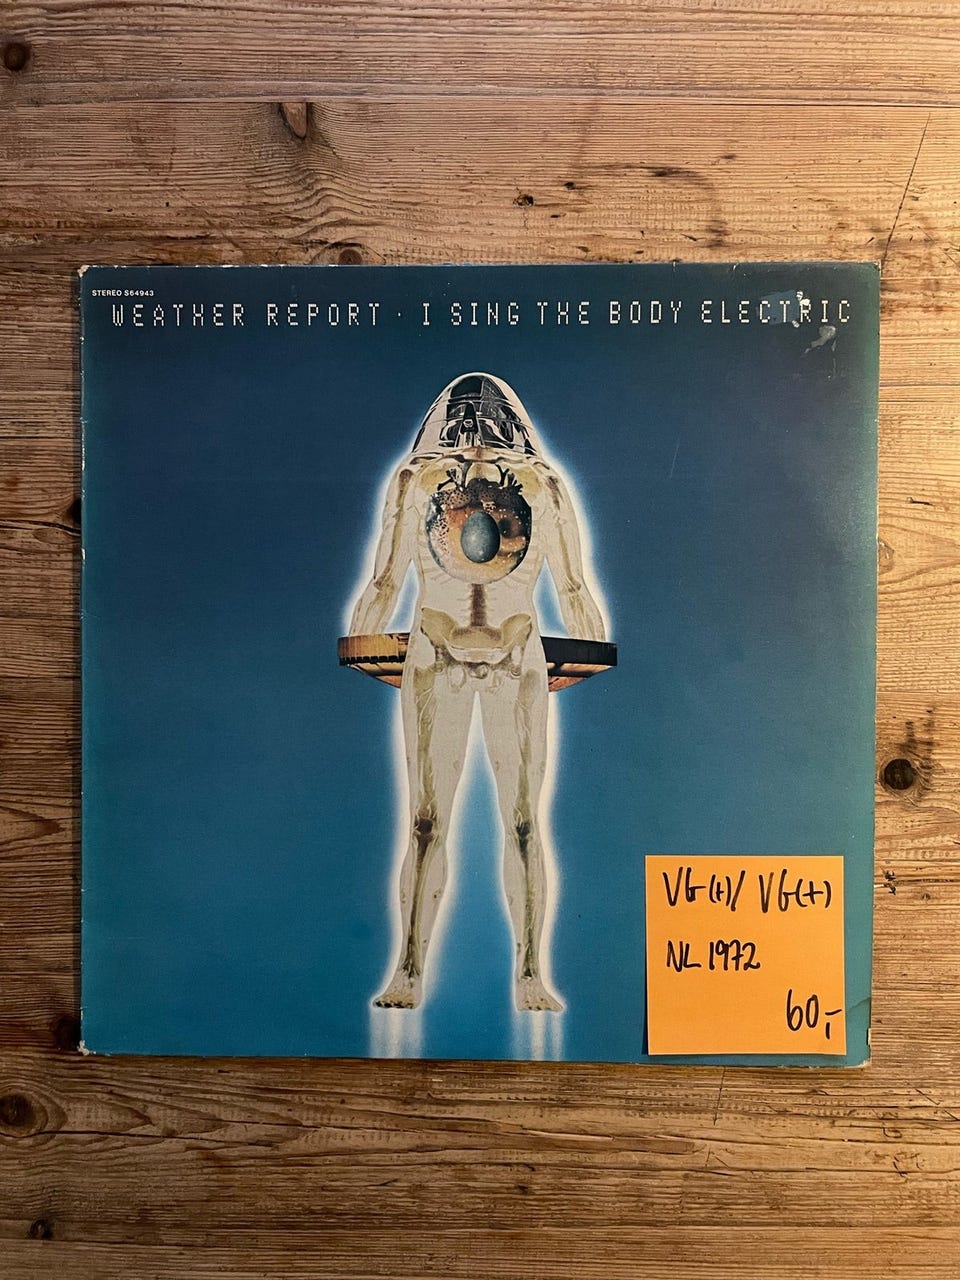 STEREO S64943
WEATHER REPORT · I SING THE BODY ELECTRIC
VG(+)/ VG(+)
NL 1972
60,-